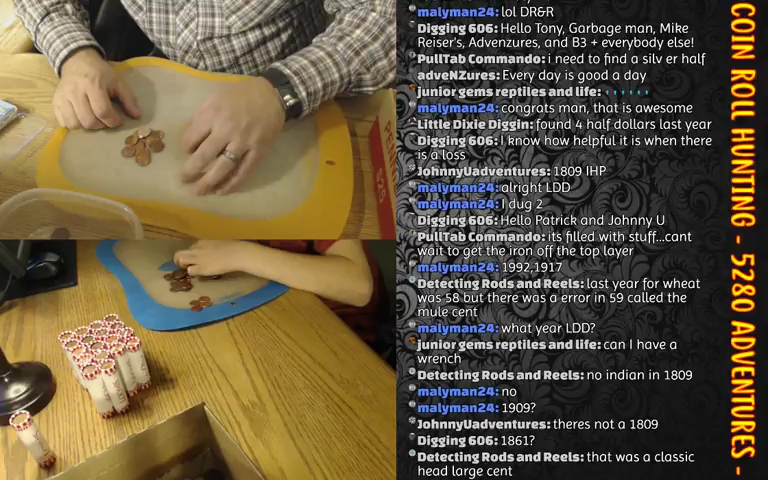 malyman24: lol DR&R
Digging 606: Hello Tony, Garbage man, Mike
Reiser's, Advenzures, and B3 + everybody else!
PullTab Commando: i need to find a silv er half
adveNZures: Every day is good a day
junior gems reptiles and life:
malyman24: congrats man, that is awesome
Little Dixie Diggin: found 4 half dollars last year
Digging 606: I know how helpful it is when there
is a loss
JohnnyUadventures: 1809 IHP
malyman24: alright LDD
malyman24: I dug 2
Digging 606: Hello Patrick and Johnny U
PullTab Commando: its filled with stuff...cant
wait to get the iron off the top layer
malyman24: 1992,1917
Detecting Rods and Reels: last year for wheat
was 58 but there was a error in 59 called the
mule cent
malyman24: what year LDD?
junior gems reptiles and life: can I have a
wrench
Detecting Rods and Reels: no indian in 1809
malyman24: no
malyman24: 1909?
JohnnyUadventures: theres not a 1809
Digging 606: 1861?
Detecting Rods and Reels: that was a classic
head large cent
COIN ROLL HUNTING - 5280 ADVENTURES -